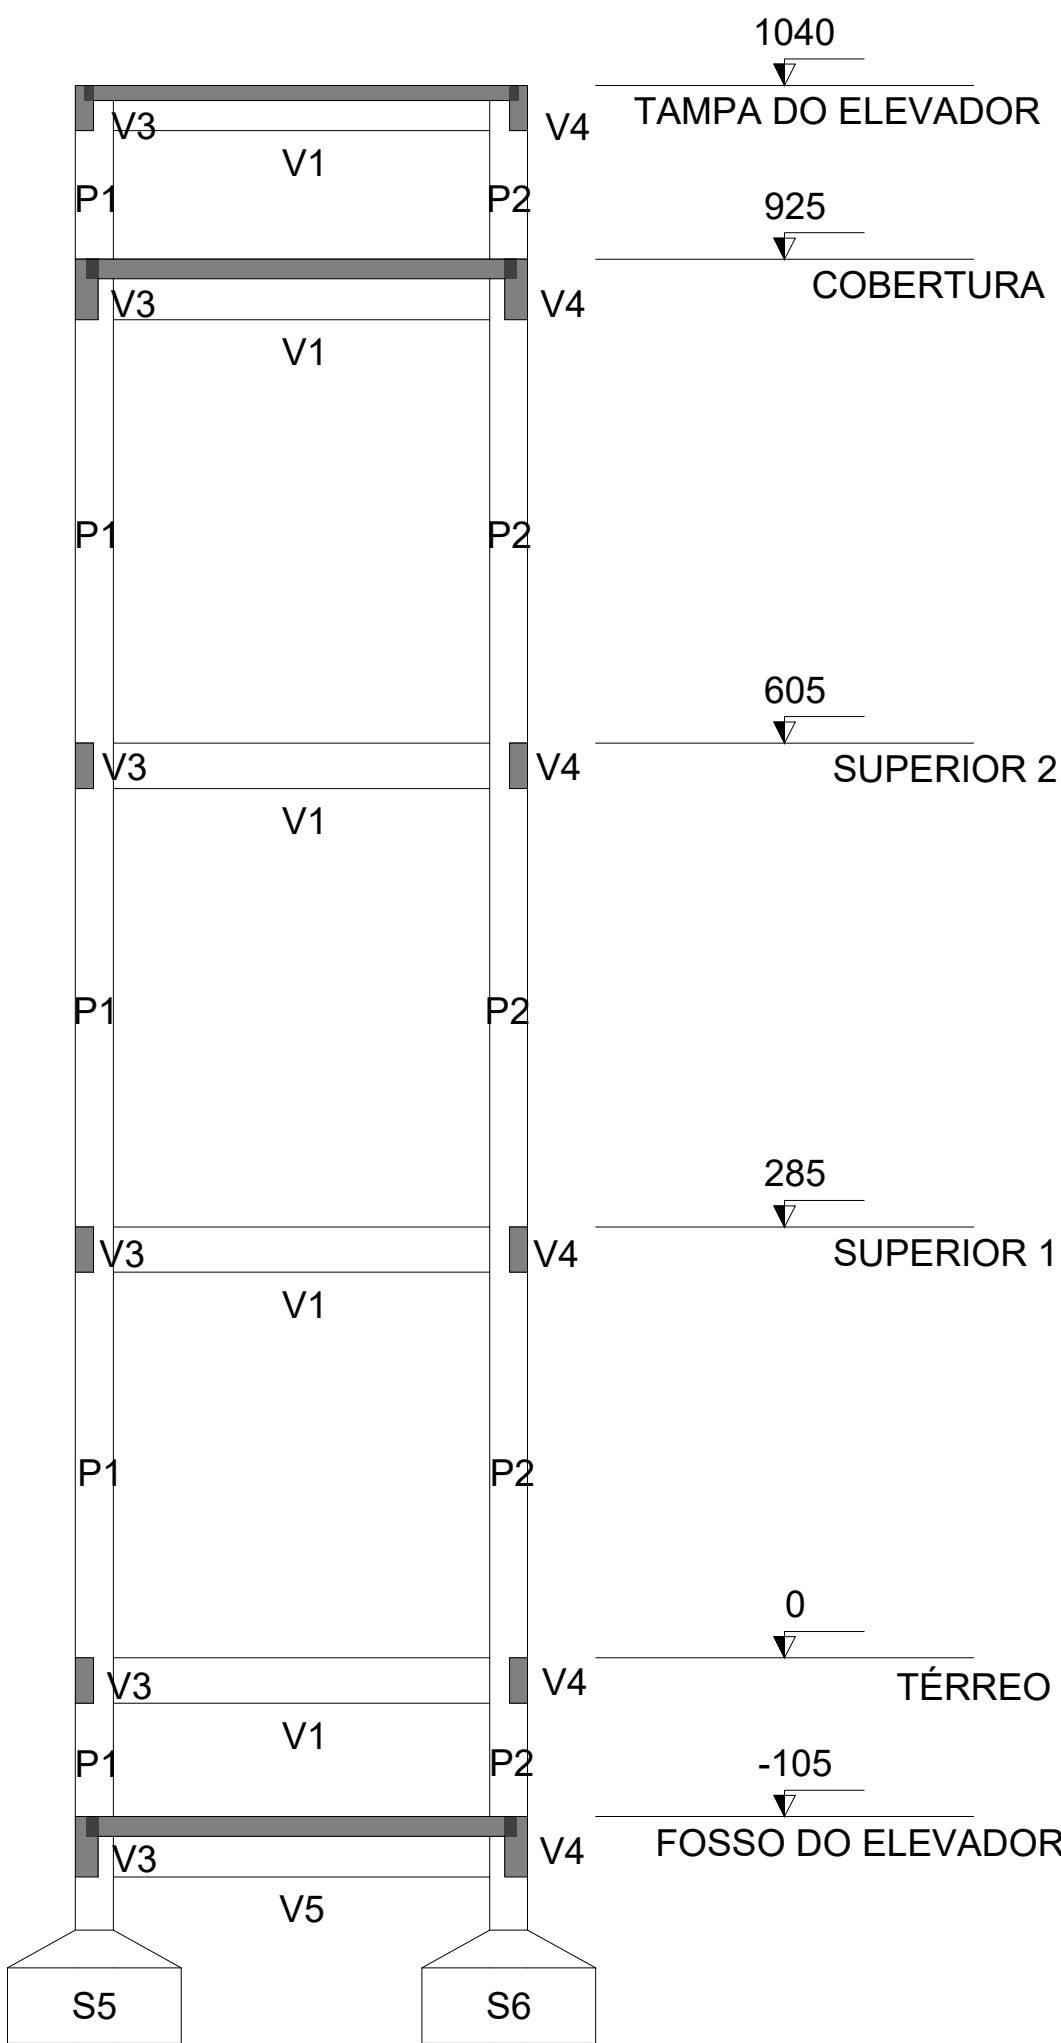 1040
TAMPA DO ELEVADOR
V3
V4
V1
P1
P2
925
COBERTURA
V3
V4
V1
P1
P2
605
SUPERIOR 2
V3
V4
V1
P1
P2
285
SUPERIOR 1
V3
V4
V1
P1
P2
0
TÉRREO
V3
V4
V1
P1
P2
-105
FOSSO DO ELEVADOR
V3
V4
V5
S5
S6